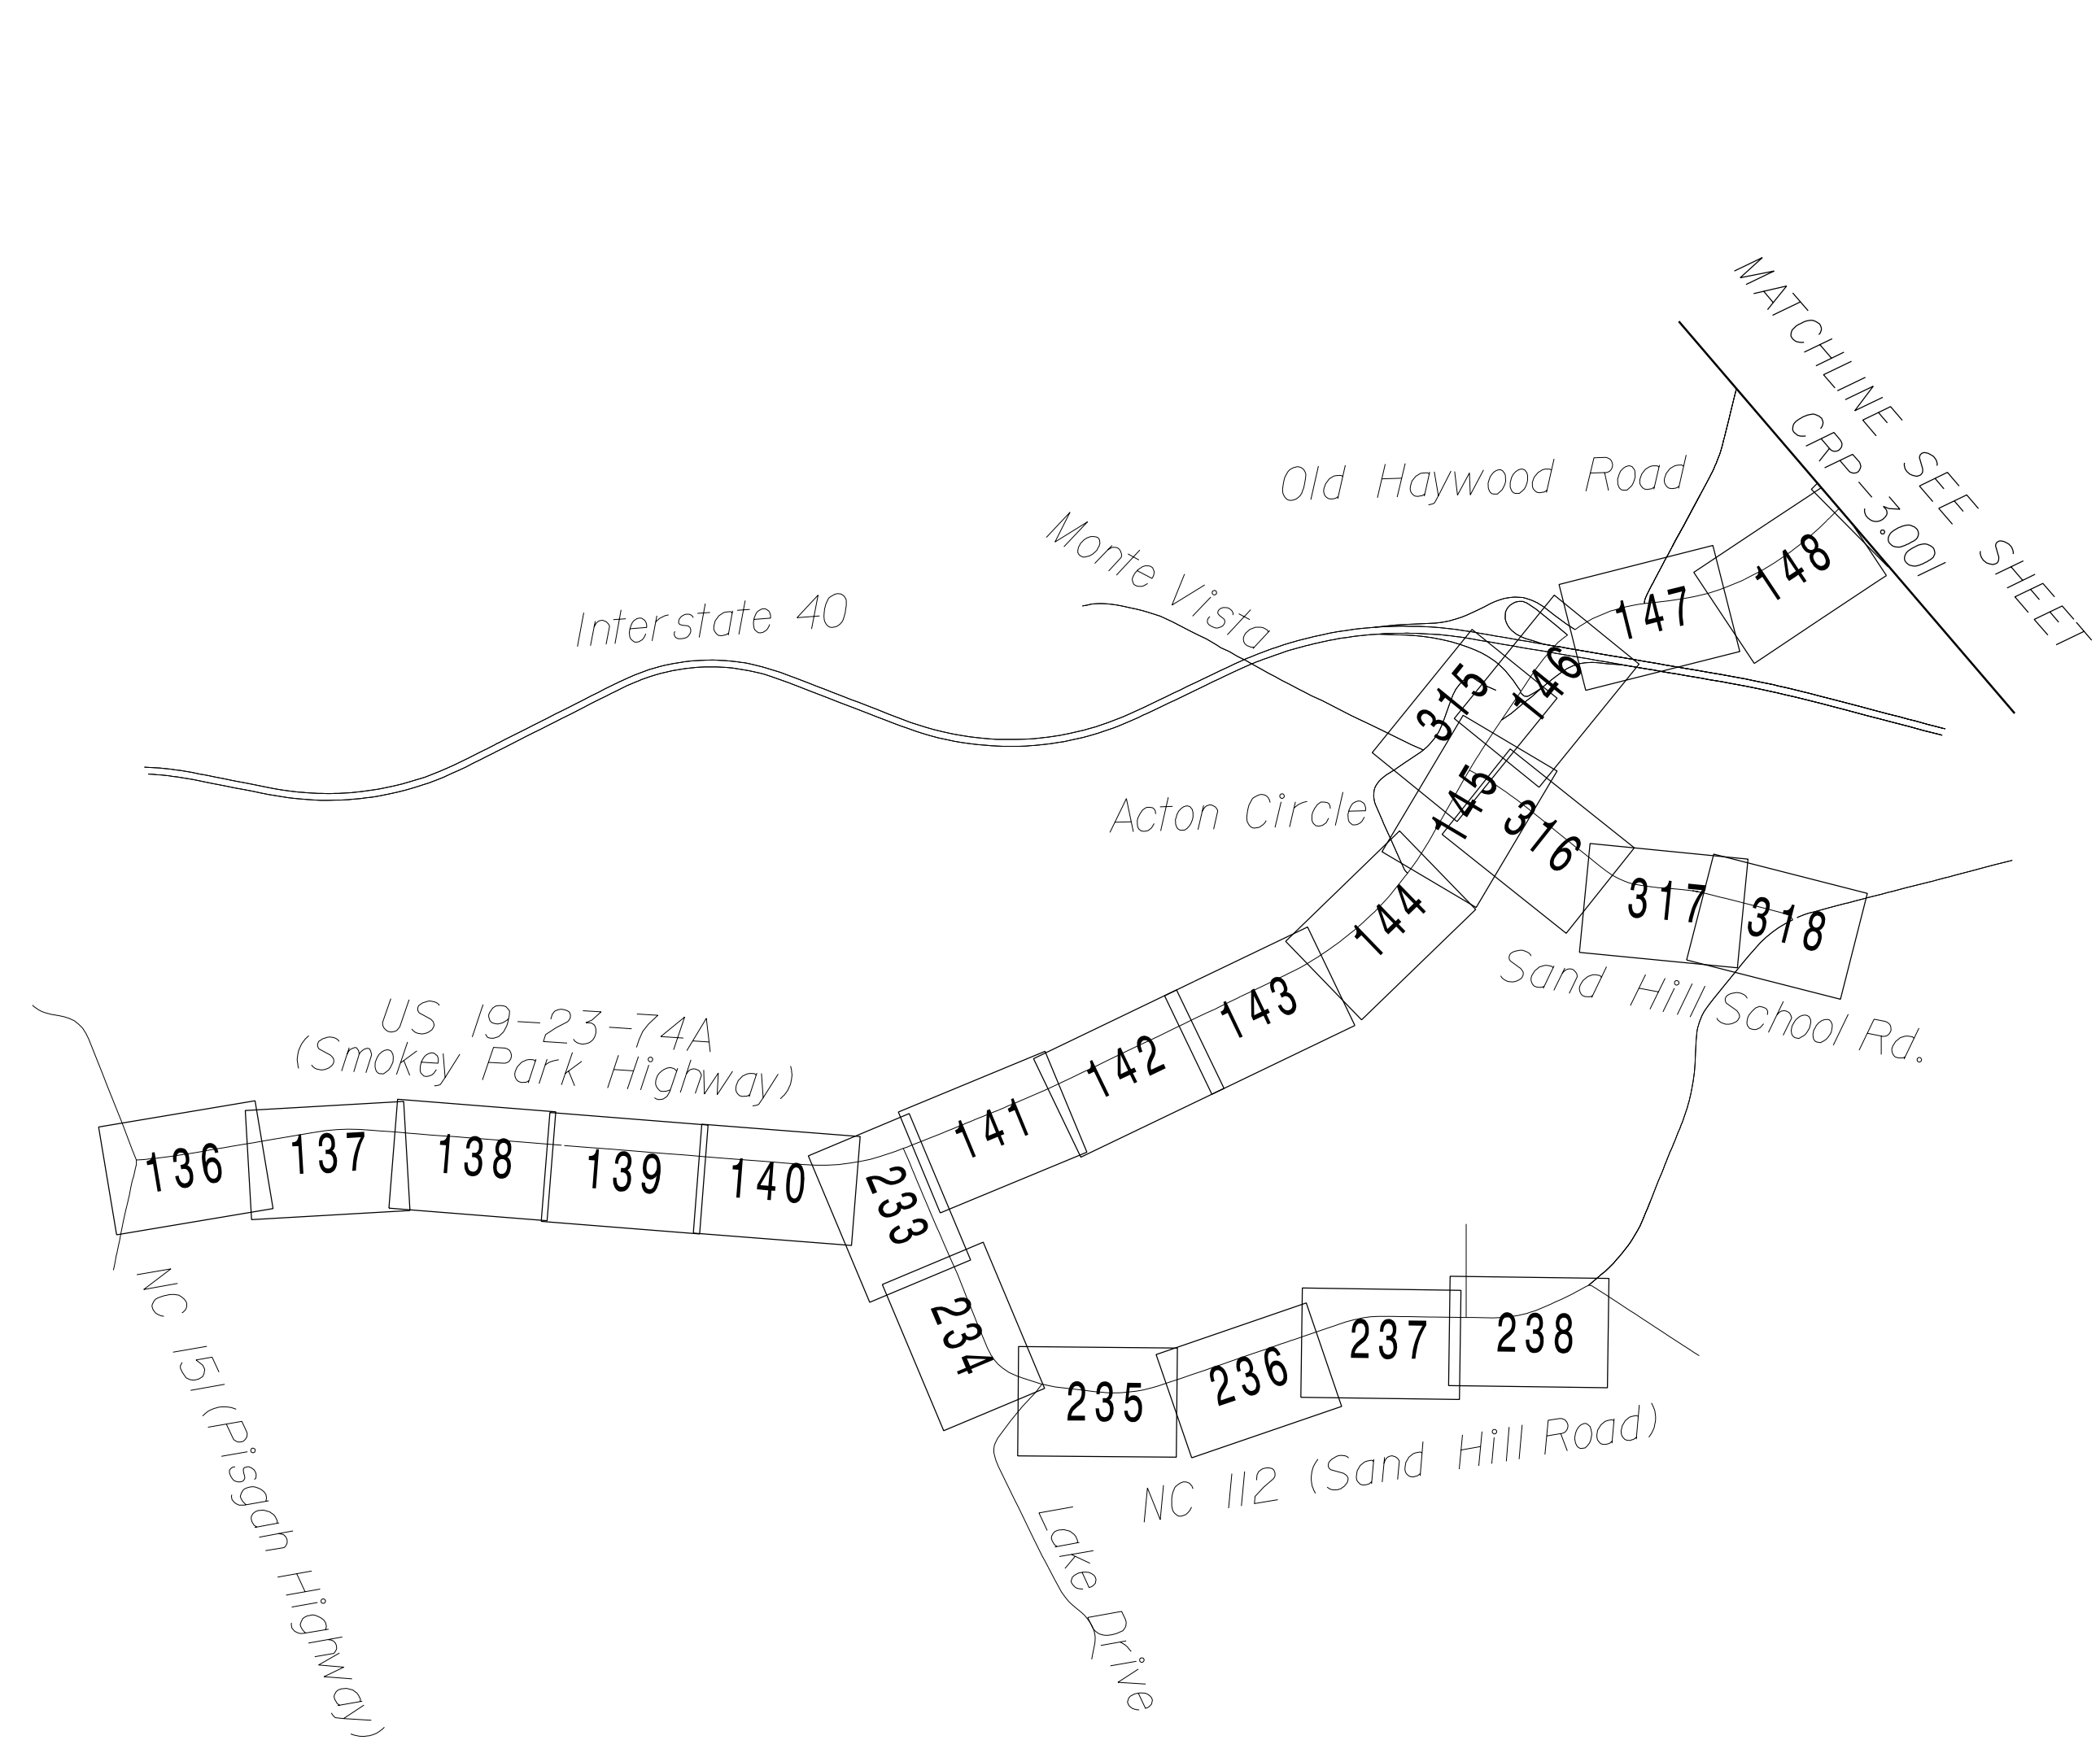 MATCHLINE SEE SHEET
CRP-3.001
Old Haywood Road
Monte Vista
Interstate 40
148
147
146
315
145
316
Acton Circle
317
318
144
Sand Hill School Rd.
143
US 19-23-74A
(Smokey Park Highway)
142
141
136
137
138
139
140
233
234
235
236
237
238
NC 151 (Pisgah Highway)
NC 112 (Sand Hill Road)
Lake Drive